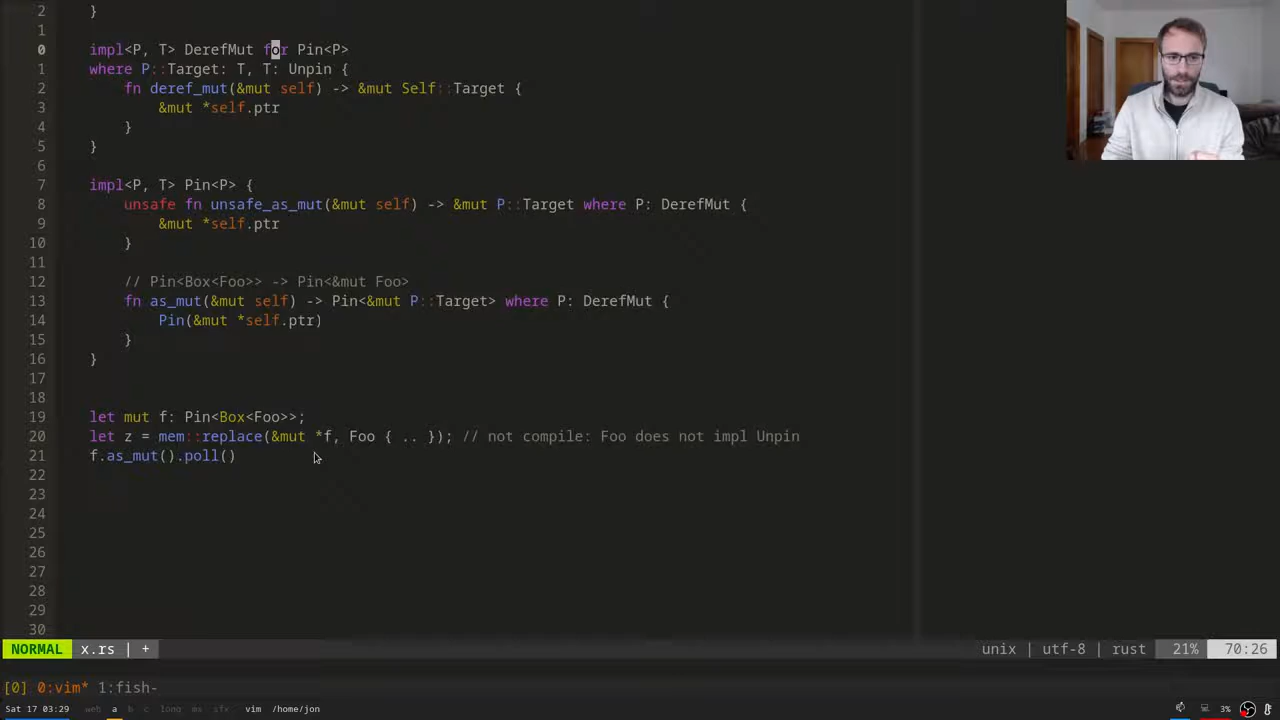 2 }
1
0 impl<P, T> DerefMut for Pin<P>
1 where P::Target: T, T: Unpin {
2     fn deref_mut(&mut self) -> &mut Self::Target {
3         &mut *self.ptr
4     }
5 }
6
7 impl<P, T> Pin<P> {
8     unsafe fn unsafe_as_mut(&mut self) -> &mut P::Target where P: DerefMut {
9         &mut *self.ptr
10     }
11
12     // Pin<Box<Foo>> -> Pin<&mut Foo>
13     fn as_mut(&mut self) -> Pin<&mut P::Target> where P: DerefMut {
14         Pin(&mut *self.ptr)
15     }
16 }
17
18
19 let mut f: Pin<Box<Foo>>;
20 let z = mem::replace(&mut *f, Foo { .. }); // not compile: Foo does not impl Unpin
21 f.as_mut().poll()
22
23
24
25
26
27
28
29
30
NORMAL x.rs | + unix | utf-8 | rust 21% 70:26
[0] 0:vim* 1:fish-
Sat 17 03:29 web a b c long ms sfx vim /home/jon 3%